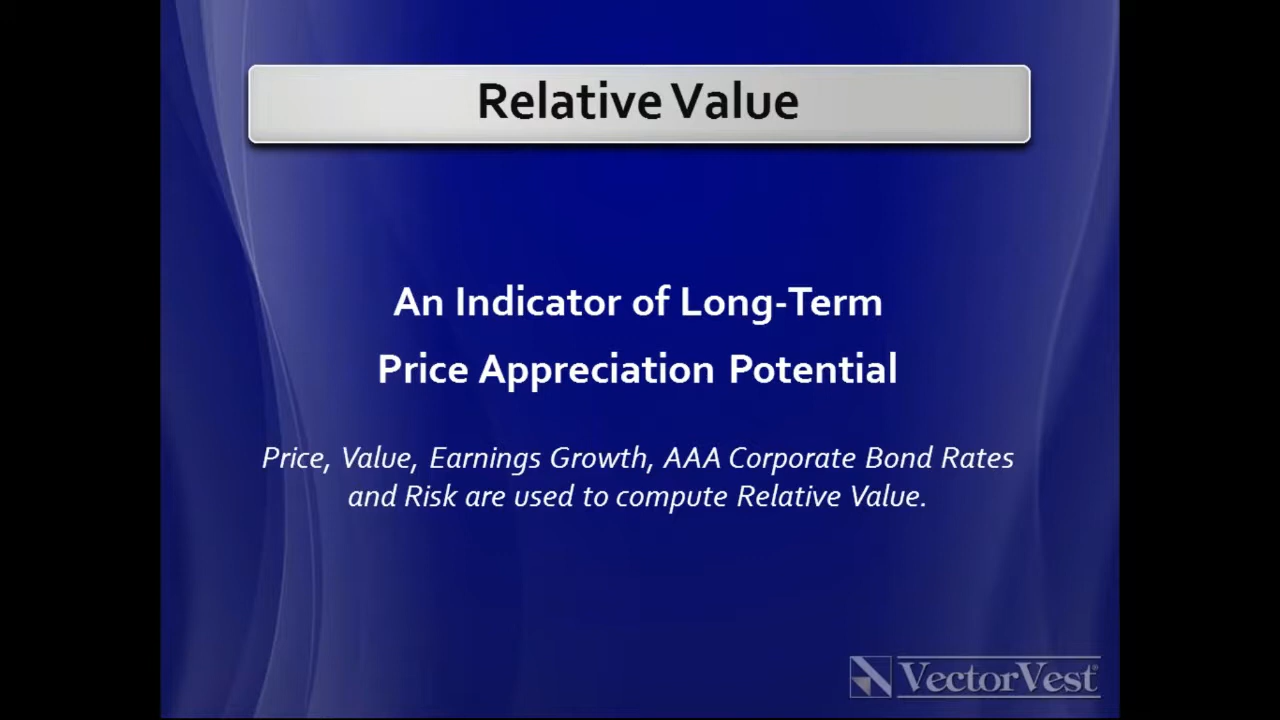 Relative Value
An Indicator of Long-Term
Price Appreciation Potential
Price, Value, Earnings Growth, AAA Corporate Bond Rates
and Risk are used to compute Relative Value.
VectorVest®